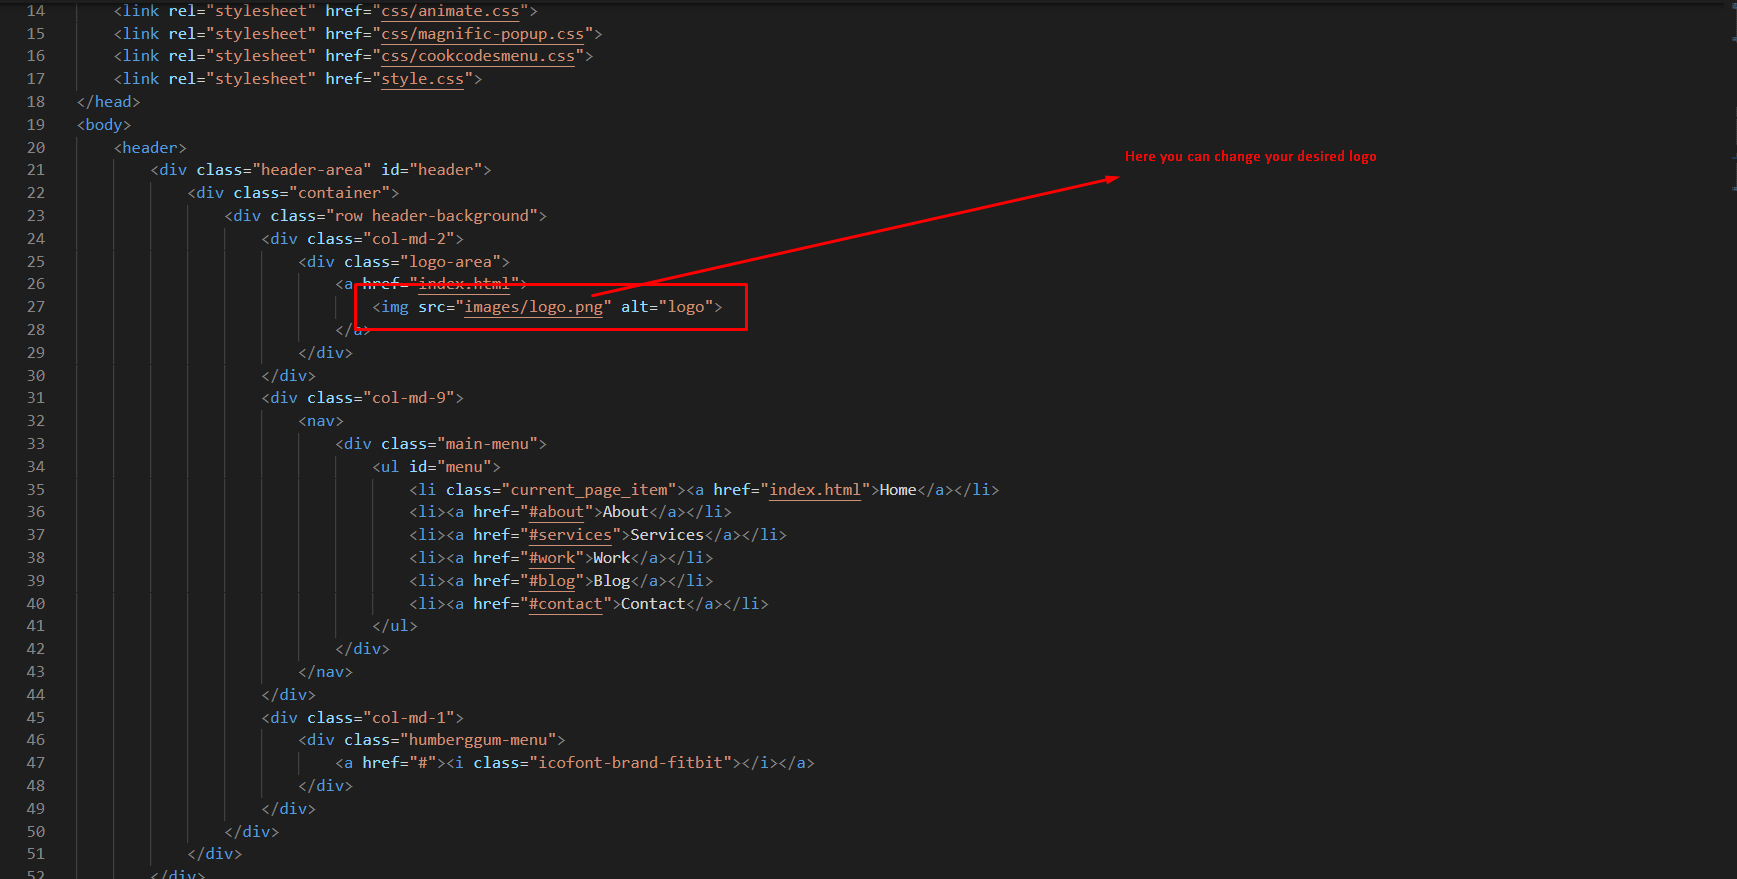 14 <link rel="stylesheet" href="css/animate.css">
15 <link rel="stylesheet" href="css/magnific-popup.css">
16 <link rel="stylesheet" href="css/cookcodesmenu.css">
17 <link rel="stylesheet" href="style.css">
18 </head>
19 <body>
20 <header>
Here you can change your desired logo
21 <div class="header-area" id="header">
22 <div class="container">
23 <div class="row header-background">
24 <div class="col-md-2">
25 <div class="logo-area">
26 <a href="index.html">
27 <img src="images/logo.png" alt="logo">
28 </a>
29 </div>
30 </div>
31 <div class="col-md-9">
32 <nav>
33 <div class="main-menu">
34 <ul id="menu">
35 <li class="current_page_item"><a href="index.html">Home</a></li>
36 <li><a href="#about">About</a></li>
37 <li><a href="#services">Services</a></li>
38 <li><a href="#work">Work</a></li>
39 <li><a href="#blog">Blog</a></li>
40 <li><a href="#contact">Contact</a></li>
41 </ul>
42 </div>
43 </nav>
44 </div>
45 <div class="col-md-1">
46 <div class="humberggum-menu">
47 <a href="#"><i class="icofont-brand-fitbit"></i></a>
48 </div>
49 </div>
50 </div>
51 </div>
52 </div>